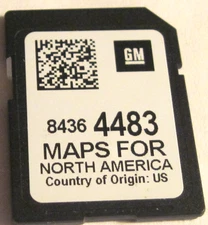 GM
8436 4483
MAPS FOR
NORTH AMERICA
Country of Origin: US